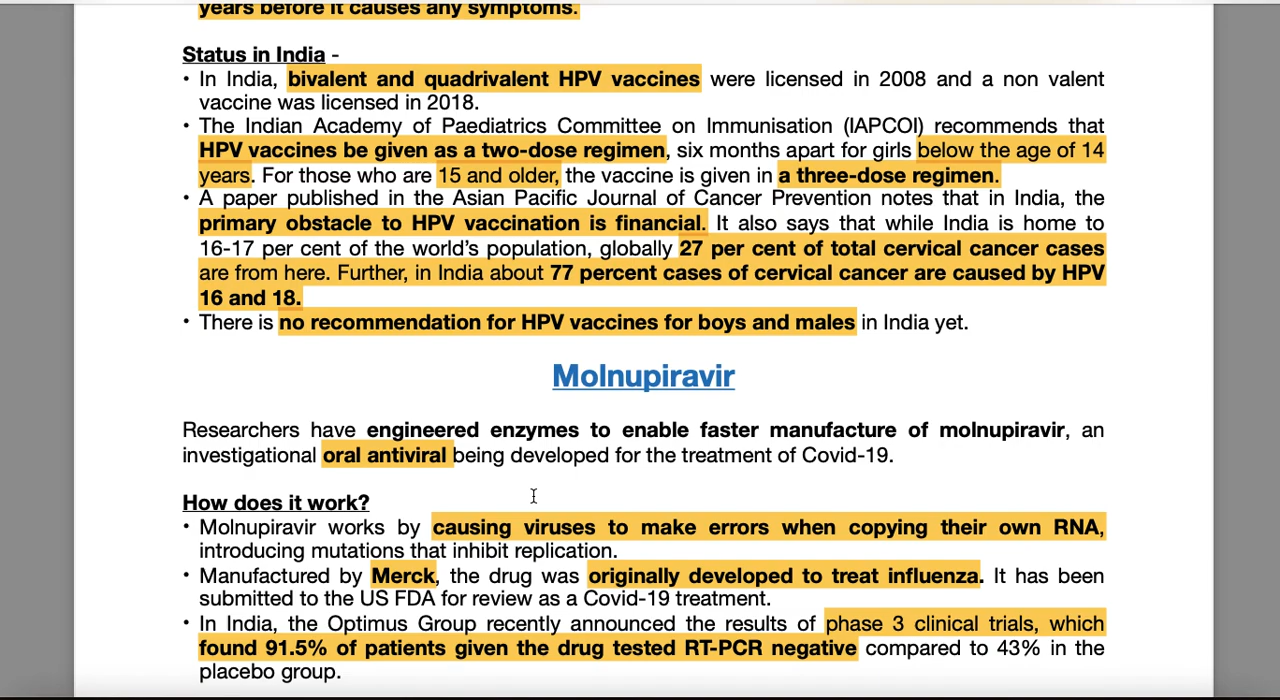 years before it causes any symptoms.
Status in India -
• In India, bivalent and quadrivalent HPV vaccines were licensed in 2008 and a non valent
vaccine was licensed in 2018.
• The Indian Academy of Paediatrics Committee on Immunisation (IAPCOI) recommends that
HPV vaccines be given as a two-dose regimen, six months apart for girls below the age of 14
years. For those who are 15 and older, the vaccine is given in a three-dose regimen.
• A paper published in the Asian Pacific Journal of Cancer Prevention notes that in India, the
primary obstacle to HPV vaccination is financial. It also says that while India is home to
16-17 per cent of the world's population, globally 27 per cent of total cervical cancer cases
are from here. Further, in India about 77 percent cases of cervical cancer are caused by HPV
16 and 18.
• There is no recommendation for HPV vaccines for boys and males in India yet.
Molnupiravir
Researchers have engineered enzymes to enable faster manufacture of molnupiravir, an
investigational oral antiviral being developed for the treatment of Covid-19.
How does it work?
• Molnupiravir works by causing viruses to make errors when copying their own RNA,
introducing mutations that inhibit replication.
• Manufactured by Merck, the drug was originally developed to treat influenza. It has been
submitted to the US FDA for review as a Covid-19 treatment.
• In India, the Optimus Group recently announced the results of phase 3 clinical trials, which
found 91.5% of patients given the drug tested RT-PCR negative compared to 43% in the
placebo group.